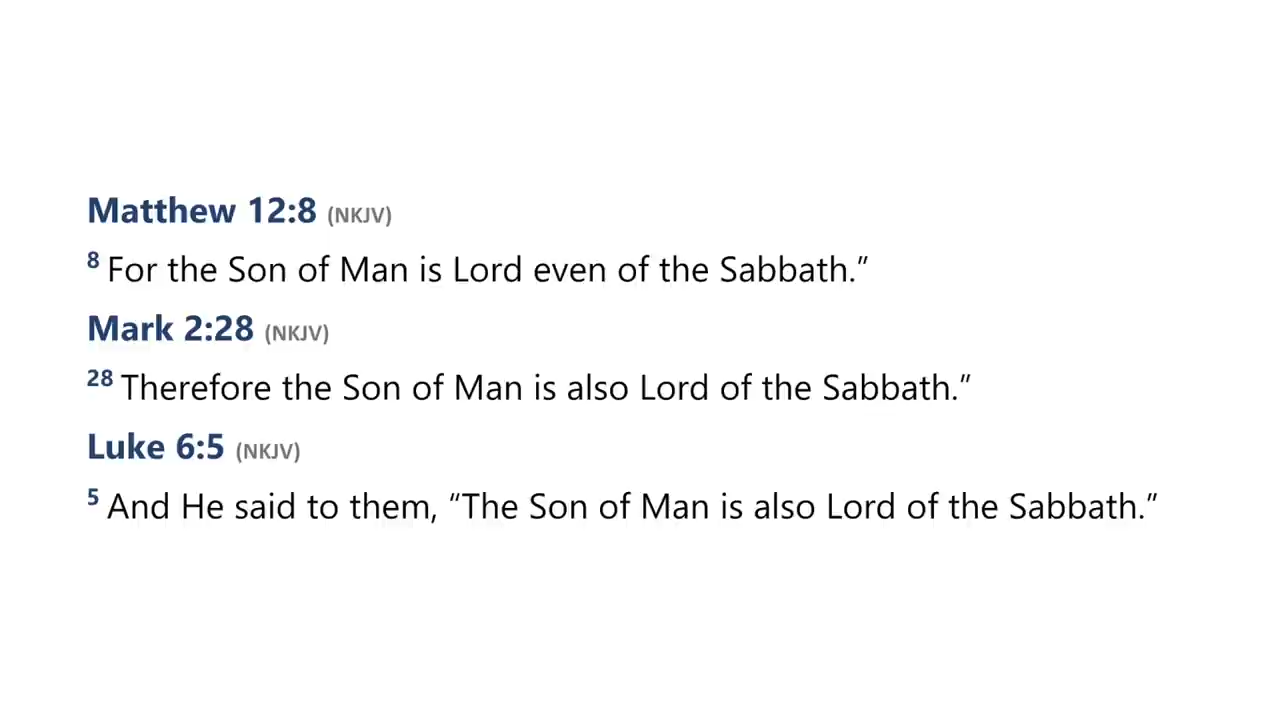 Matthew 12:8 (NKJV)
8 For the Son of Man is Lord even of the Sabbath.”
Mark 2:28 (NKJV)
28 Therefore the Son of Man is also Lord of the Sabbath.”
Luke 6:5 (NKJV)
5 And He said to them, “The Son of Man is also Lord of the Sabbath.”